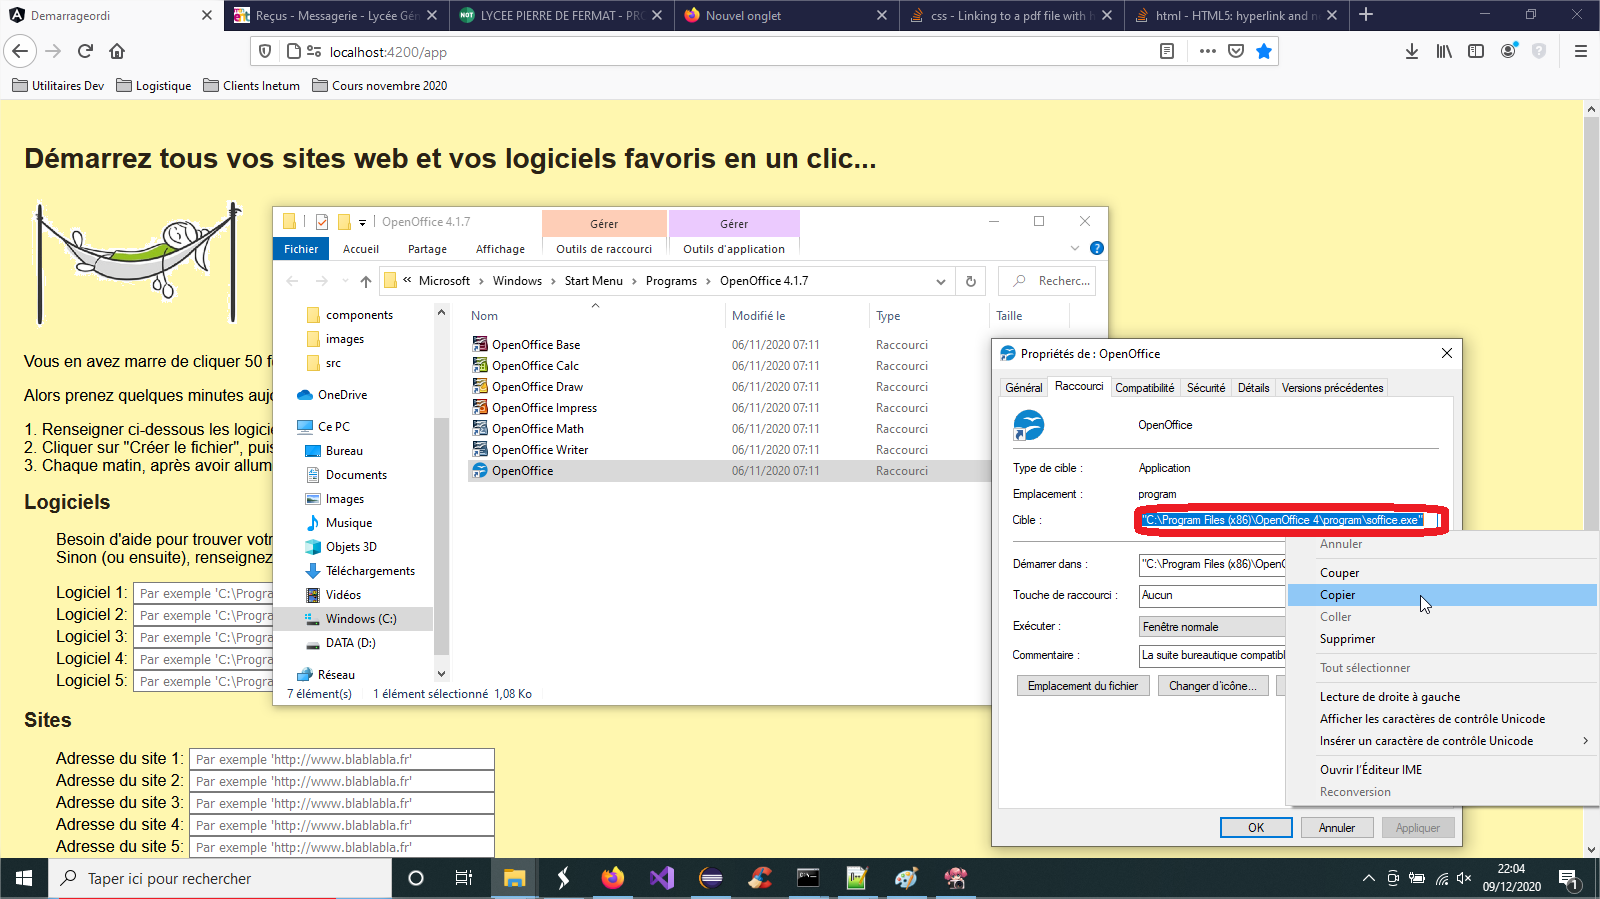 Demarrageordi
Reçus - Messagerie - Lycée Gén
LYCEE PIERRE DE FERMAT - PRO
Nouvel onglet
css - Linking to a pdf file with h
html - HTML5: hyperlink and n
localhost:4200/app
Utilitaires Dev
Logistique
Clients Inetum
Cours novembre 2020
Démarrez tous vos sites web et vos logiciels favoris en un clic...
Vous en avez marre de cliquer 50 f
Alors prenez quelques minutes auj
1. Renseigner ci-dessous les logici
2. Cliquer sur "Créer le fichier", puis
3. Chaque matin, après avoir allum
Logiciels
Besoin d'aide pour trouver votr
Sinon (ou ensuite), renseignez
Logiciel 1: Par exemple 'C:\Progra
Logiciel 2: Par exemple 'C:\Progra
Logiciel 3: Par exemple 'C:\Progra
Logiciel 4: Par exemple 'C:\Progra
Logiciel 5: Par exemple 'C:\Progra
Sites
Adresse du site 1: Par exemple 'http://www.blablabla.fr'
Adresse du site 2: Par exemple 'http://www.blablabla.fr'
Adresse du site 3: Par exemple 'http://www.blablabla.fr'
Adresse du site 4: Par exemple 'http://www.blablabla.fr'
Adresse du site 5: Par exemple 'http://www.blablabla.fr'
OpenOffice 4.1.7
Gérer
Gérer
Fichier
Accueil
Partage
Affichage
Outils de raccourci
Outils d'application
« Microsoft › Windows › Start Menu › Programs › OpenOffice 4.1.7
Recherc...
components
images
src
OneDrive
Ce PC
Bureau
Documents
Images
Musique
Objets 3D
Téléchargements
Vidéos
Windows (C:)
DATA (D:)
Réseau
Nom
Modifié le
Type
Taille
OpenOffice Base 06/11/2020 07:11 Raccourci
OpenOffice Calc 06/11/2020 07:11 Raccourci
OpenOffice Draw 06/11/2020 07:11 Raccourci
OpenOffice Impress 06/11/2020 07:11 Raccourci
OpenOffice Math 06/11/2020 07:11 Raccourci
OpenOffice Writer 06/11/2020 07:11 Raccourci
OpenOffice 06/11/2020 07:11 Raccourci
7 élément(s)
1 élément sélectionné 1,08 Ko
Propriétés de : OpenOffice
Général
Raccourci
Compatibilité
Sécurité
Détails
Versions précédentes
OpenOffice
Type de cible : Application
Emplacement : program
Cible : "C:\Program Files (x86)\OpenOffice 4\program\soffice.exe"
Démarrer dans : "C:\Program Files (x86)\OpenO
Touche de raccourci : Aucun
Exécuter : Fenêtre normale
Commentaire : La suite bureautique compatibl
Emplacement du fichier
Changer d'icône...
OK
Annuler
Appliquer
Annuler
Couper
Copier
Coller
Supprimer
Tout sélectionner
Lecture de droite à gauche
Afficher les caractères de contrôle Unicode
Insérer un caractère de contrôle Unicode
Ouvrir l'Éditeur IME
Reconversion
Taper ici pour rechercher
22:04
09/12/2020
1